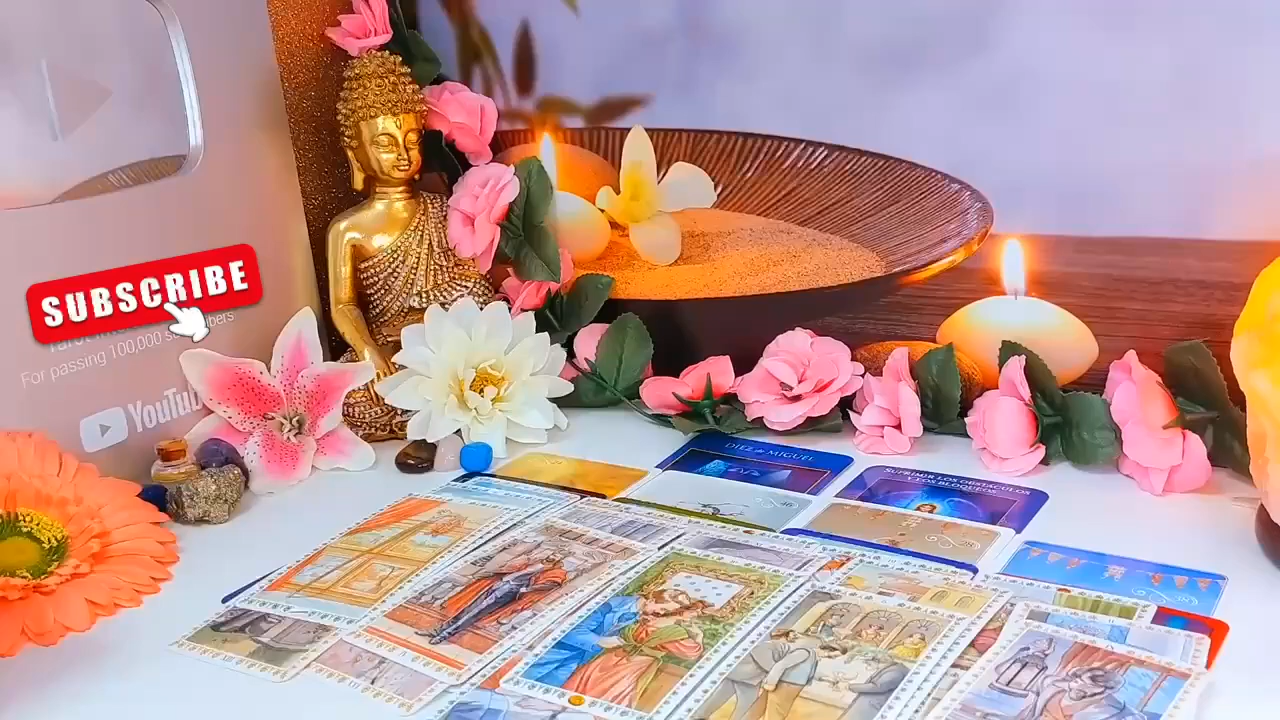 SUBSCRIBE
For passing 100,000 subscribers
YouTube
DIEZ DE MIGUEL
SUPRIMIR LOS OBSTÁCULOS
Y LOS BLOQUEOS